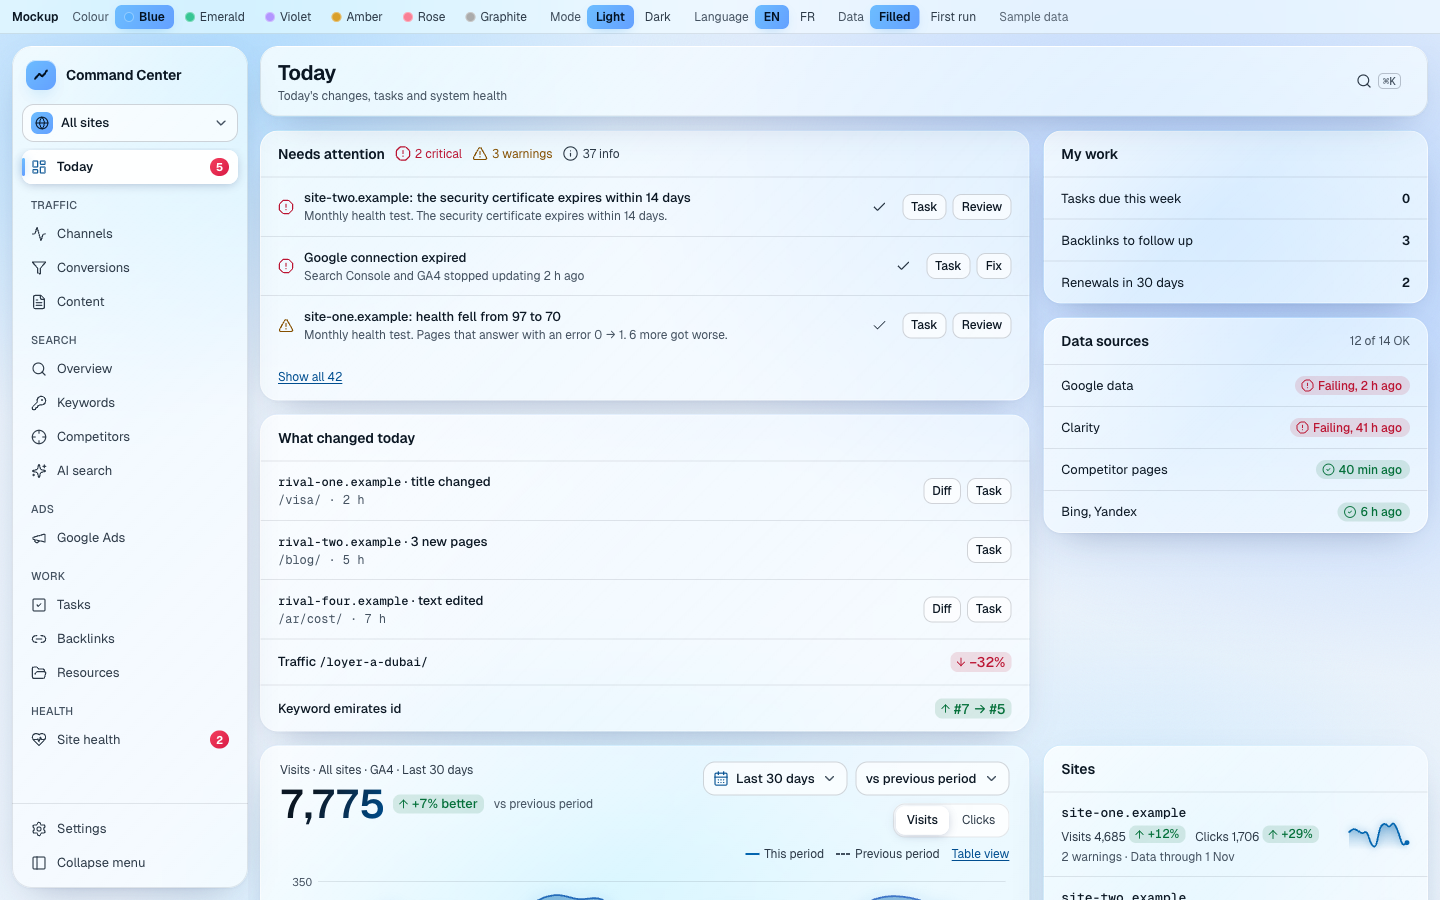 Mockup Colour Blue Emerald Violet Amber Rose Graphite Mode Light Dark Language EN FR Data Filled First run Sample data
Command Center
All sites
Today 5
TRAFFIC
Channels
Conversions
Content
SEARCH
Overview
Keywords
Competitors
AI search
ADS
Google Ads
WORK
Tasks
Backlinks
Resources
HEALTH
Site health 2
Settings
Collapse menu
Today
Today's changes, tasks and system health
⌘K
Needs attention 2 critical 3 warnings 37 info
site-two.example: the security certificate expires within 14 days
Monthly health test. The security certificate expires within 14 days.
Task Review
Google connection expired
Search Console and GA4 stopped updating 2 h ago
Task Fix
site-one.example: health fell from 97 to 70
Monthly health test. Pages that answer with an error 0 → 1. 6 more got worse.
Task Review
Show all 42
What changed today
rival-one.example · title changed
/visa/ · 2 h
Diff Task
rival-two.example · 3 new pages
/blog/ · 5 h
Task
rival-four.example · text edited
/ar/cost/ · 7 h
Diff Task
Traffic /loyer-a-dubai/ ↓ −32%
Keyword emirates id ↑ #7 → #5
Visits · All sites · GA4 · Last 30 days
7,775 ↑ +7% better vs previous period
Last 30 days vs previous period
Visits Clicks
This period Previous period Table view
350
My work
Tasks due this week 0
Backlinks to follow up 3
Renewals in 30 days 2
Data sources 12 of 14 OK
Google data Failing, 2 h ago
Clarity Failing, 41 h ago
Competitor pages 40 min ago
Bing, Yandex 6 h ago
Sites
site-one.example
Visits 4,685 ↑ +12% Clicks 1,706 ↑ +29%
2 warnings · Data through 1 Nov
site-two.example